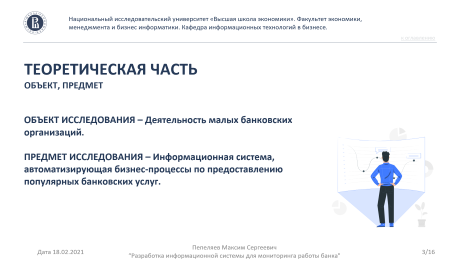 Национальный исследовательский университет «Высшая школа экономики». Факультет экономики,
менеджмента и бизнес информатики. Кафедра информационных технологий в бизнесе.
ТЕОРЕТИЧЕСКАЯ ЧАСТЬ
ОБЪЕКТ, ПРЕДМЕТ
ОБЪЕКТ ИССЛЕДОВАНИЯ – Деятельность малых банковских
организаций.
ПРЕДМЕТ ИССЛЕДОВАНИЯ – Информационная система,
автоматизирующая бизнес-процессы по предоставлению
популярных банковских услуг.
Дата 18.02.2021
Пепеляев Максим Сергеевич
"Разработка информационной системы для мониторинга работы банка"
3/16